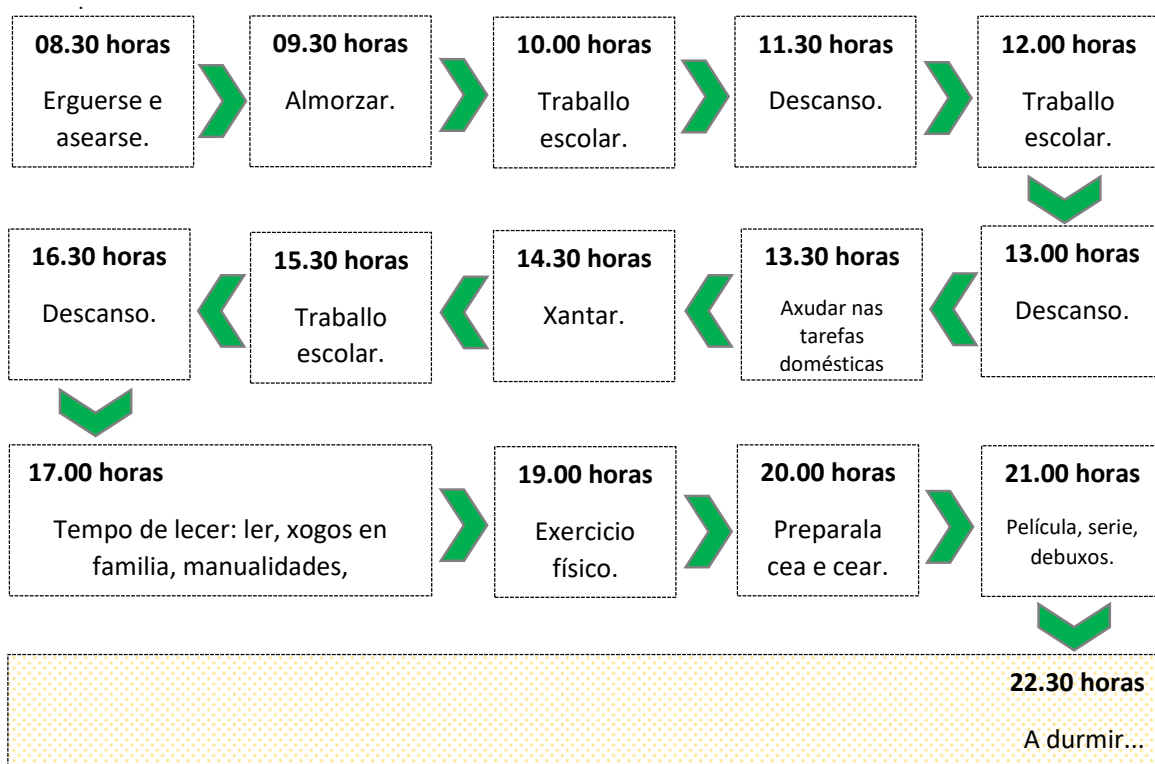 08.30 horas
Erguerse e
asearse.
09.30 horas
Almorzar.
10.00 horas
Traballo
escolar.
11.30 horas
Descanso.
12.00 horas
Traballo
escolar.
13.00 horas
Descanso.
13.30 horas
Axudar nas
tarefas
domésticas
14.30 horas
Xantar.
15.30 horas
Traballo
escolar.
16.30 horas
Descanso.
17.00 horas
Tempo de lecer: ler, xogos en
familia, manualidades,
19.00 horas
Exercicio
físico.
20.00 horas
Preparala
cea e cear.
21.00 horas
Película, serie,
debuxos.
22.30 horas
A durmir...